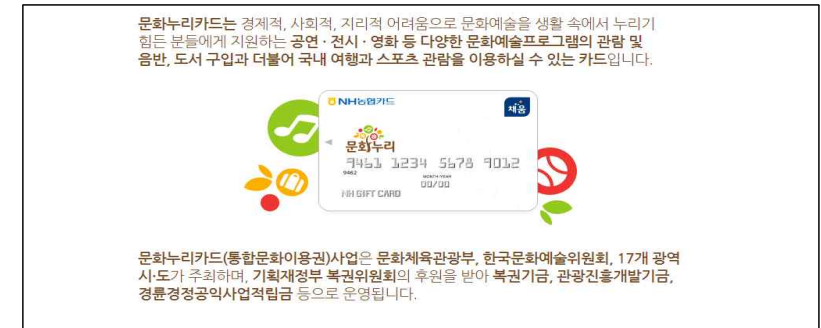 문화누리카드는 경제적, 사회적, 지리적 어려움으로 문화예술을 생활 속에서 누리기
힘든 분들에게 지원하는 공연 · 전시 · 영화 등 다양한 문화예술프로그램의 관람 및
음반, 도서 구입과 더불어 국내 여행과 스포츠 관람을 이용하실 수 있는 카드입니다.
NH농협카드
채움
문화누리
9461 1234 5678 9012
9462
MONTH/YEAR
00/00
NH GIFT CARD
문화누리카드(통합문화이용권)사업은 문화체육관광부, 한국문화예술위원회, 17개 광역
시·도가 주최하며, 기획재정부 복권위원회의 후원을 받아 복권기금, 관광진흥개발기금,
경륜경정공익사업적립금 등으로 운영됩니다.